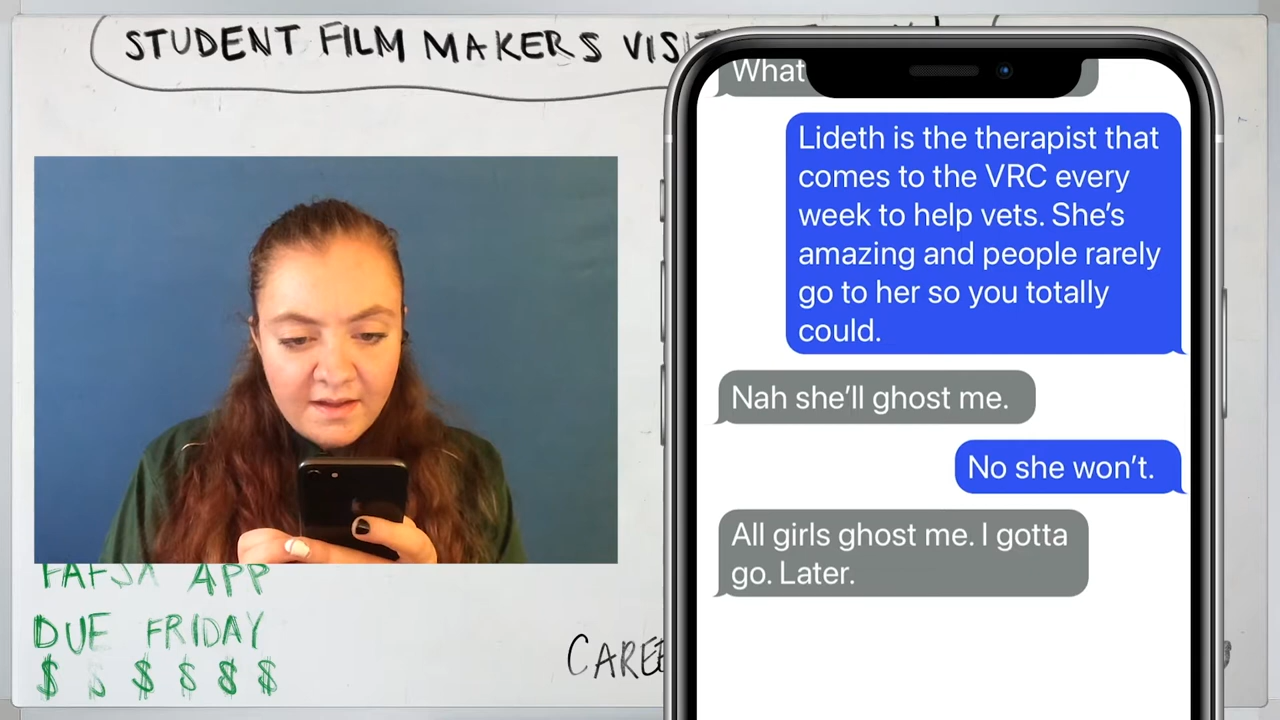 STUDENT FILM MAKERS
What
Lideth is the therapist that
comes to the VRC every
week to help vets. She’s
amazing and people rarely
go to her so you totally
could.
Nah she’ll ghost me.
No she won’t.
All girls ghost me. I gotta
go. Later.
FAFSA APP
DUE FRIDAY
$ $ $ $ $ $